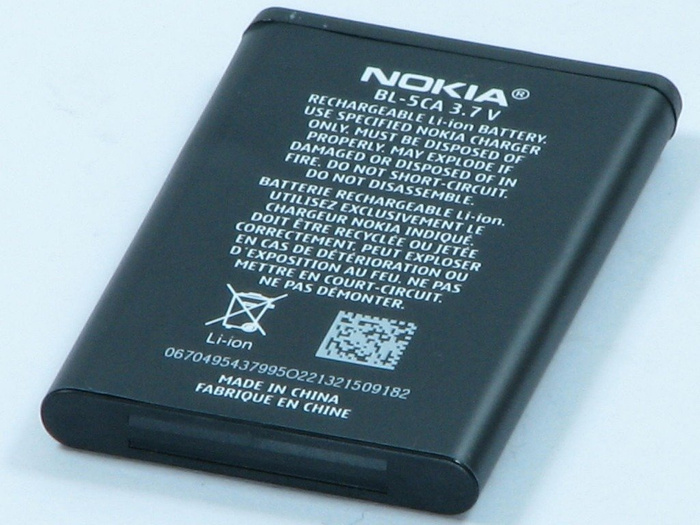 NOKIA®
BL-5CA 3.7 V
RECHARGEABLE Li-ion BATTERY.
USE SPECIFIED NOKIA CHARGER
ONLY. MUST BE DISPOSED OF
PROPERLY. MAY EXPLODE IF
DAMAGED OR DISPOSED OF IN
FIRE. DO NOT SHORT-CIRCUIT.
DO NOT DISASSEMBLE.
BATTERIE RECHARGEABLE Li-ion.
UTILISEZ EXCLUSIVEMENT LE
CHARGEUR NOKIA INDIQUÉ.
DOIT ÊTRE RECYCLÉE OU JETÉE
CORRECTEMENT. PEUT EXPLOSER
EN CAS DE DÉTÉRIORATION OU
D'EXPOSITION AU FEU. NE PAS
METTRE EN COURT-CIRCUIT.
NE PAS DÉMONTER.
Li-ion
0670495437995O221321509182
MADE IN CHINA
FABRIQUE EN CHINE